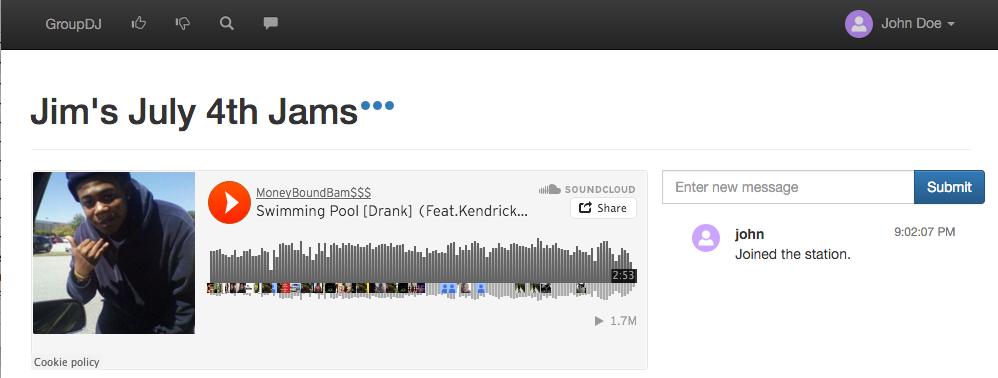 GroupDJ
John Doe
Jim's July 4th Jams
MoneyBoundBam$$$
SOUNDCLOUD
Swimming Pool [Drank] (Feat.Kendrick...
Share
2:53
1.7M
Cookie policy
Enter new message
Submit
john
9:02:07 PM
Joined the station.